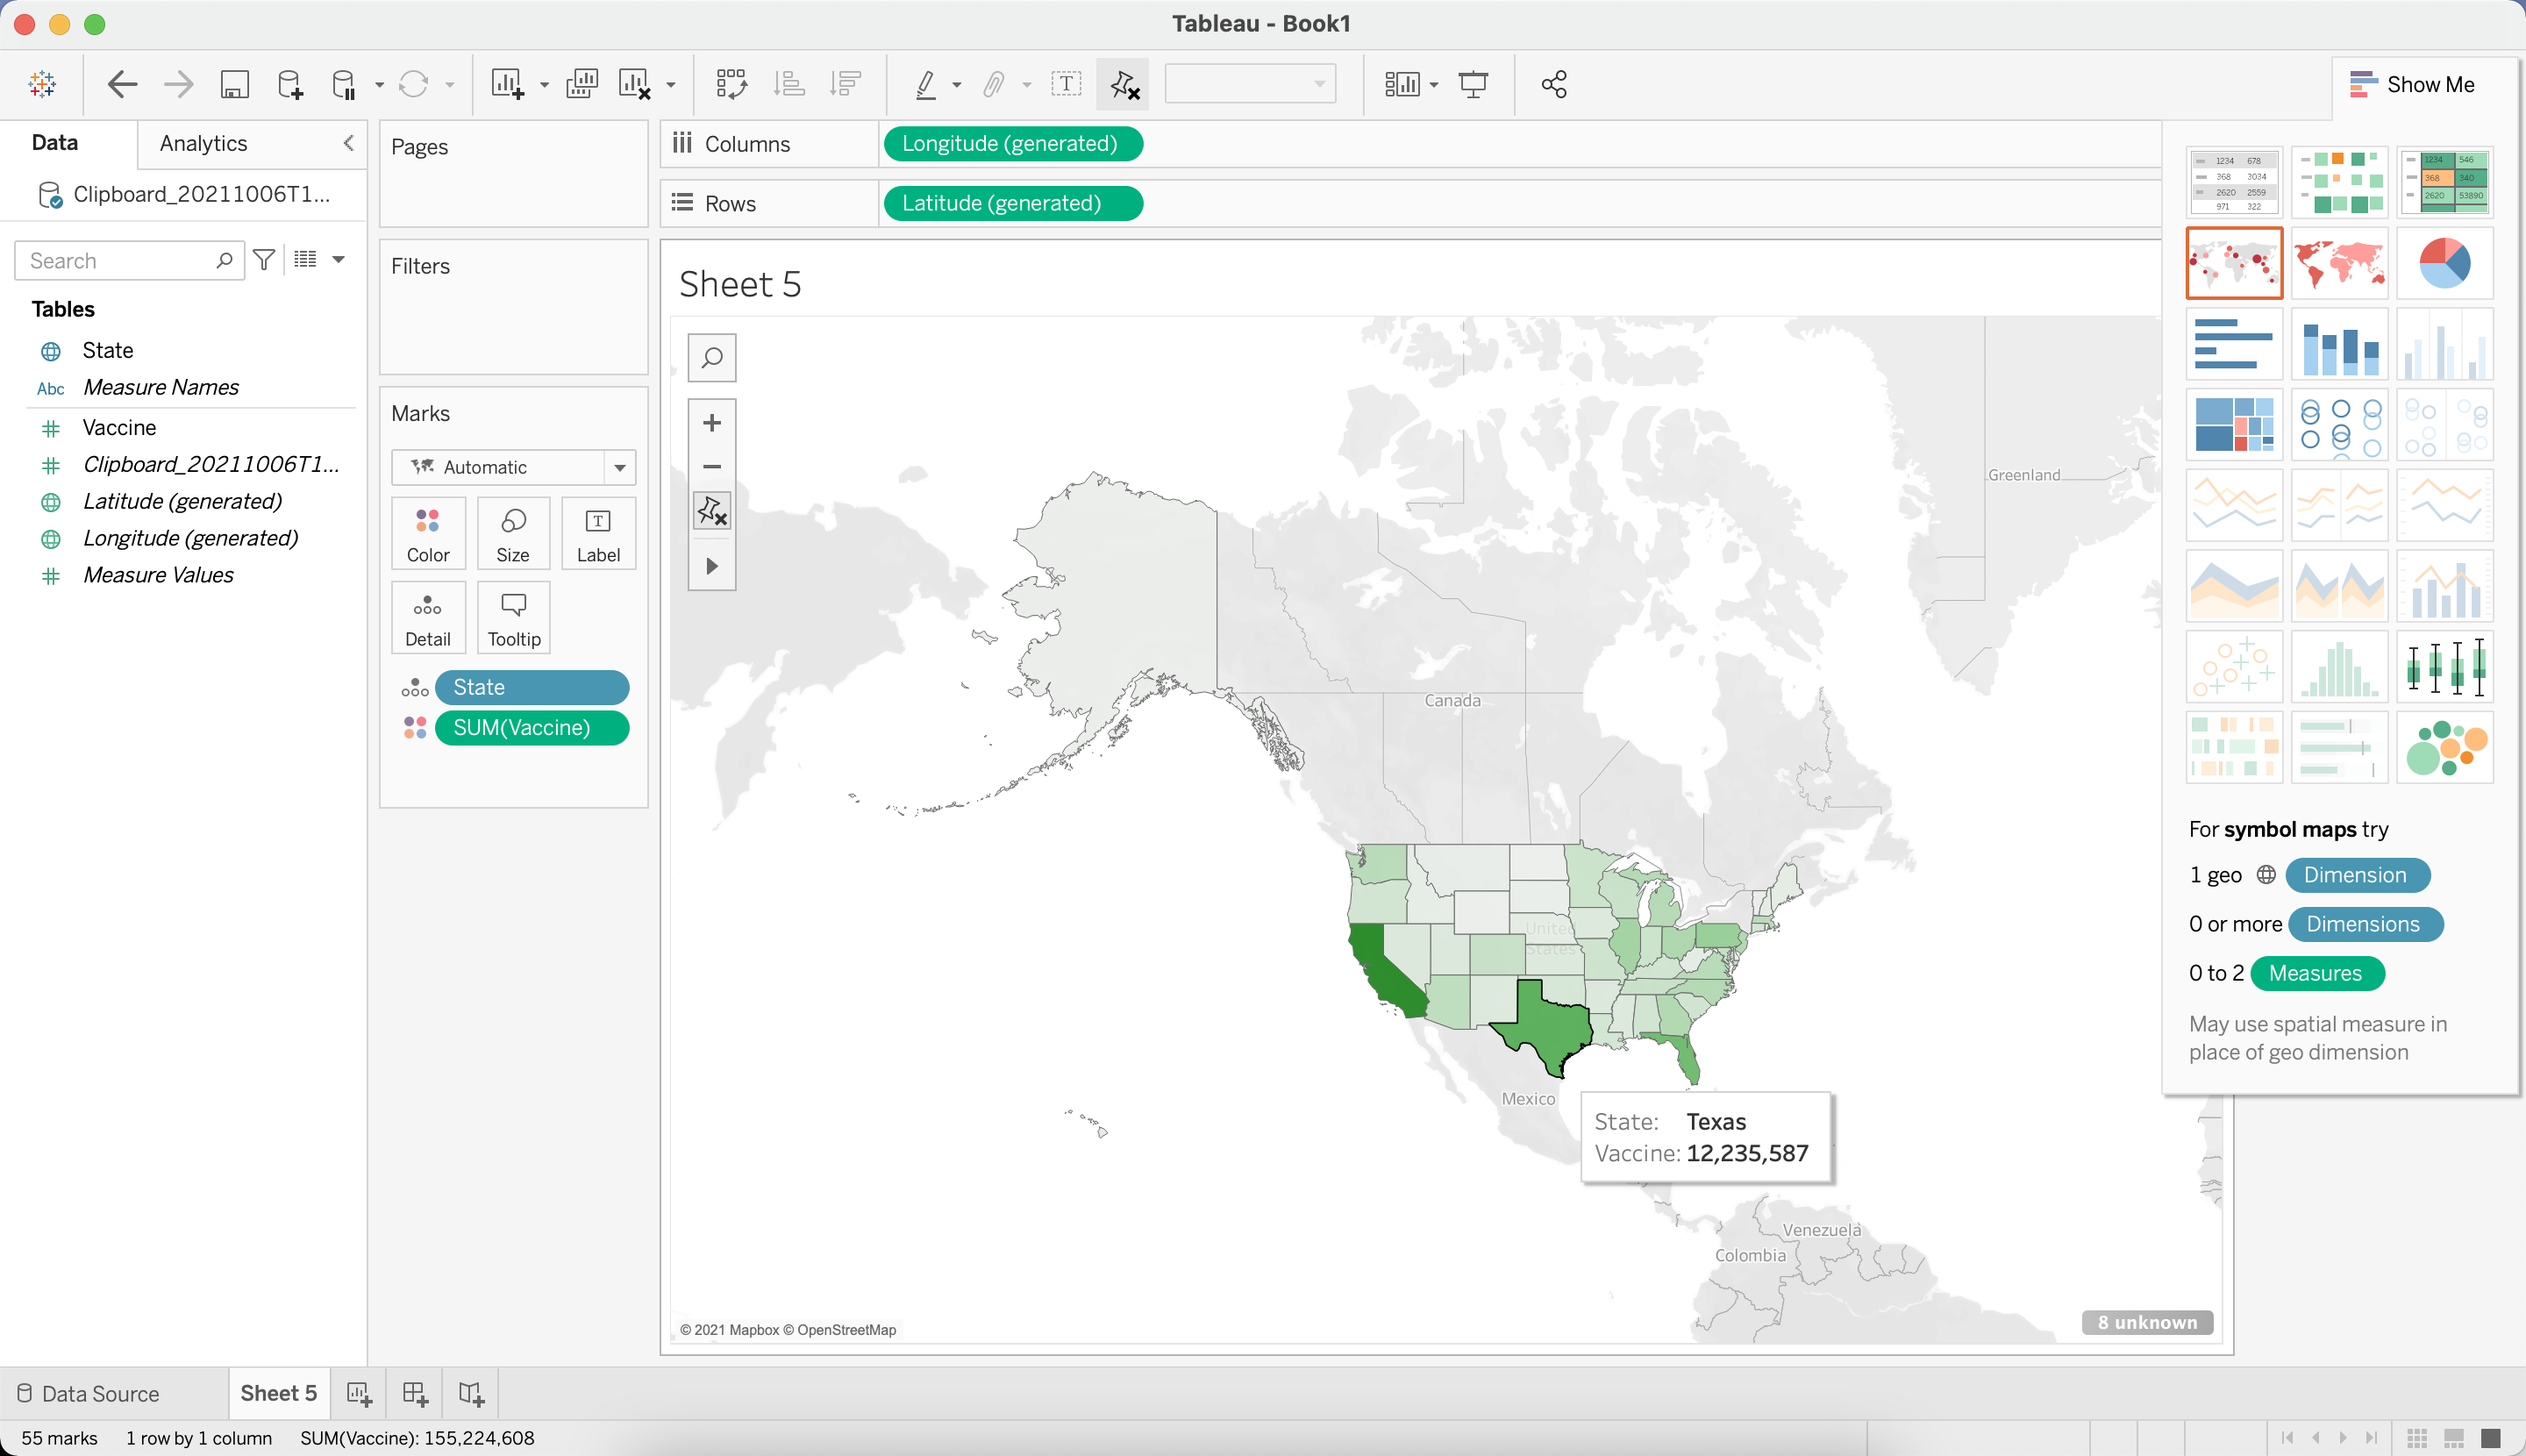 Tableau - Book1
Show Me
Data
Analytics
Clipboard_20211006T1...
Search
Tables
State
Abc
Measure Names
Vaccine
Clipboard_20211006T1...
Latitude (generated)
Longitude (generated)
Measure Values
Pages
Filters
Marks
Automatic
Color
Size
Label
Detail
Tooltip
State
SUM(Vaccine)
Columns
Longitude (generated)
Rows
Latitude (generated)
Sheet 5
Greenland
Canada
United
States
Mexico
State: Texas
Vaccine: 12,235,587
Venezuela
Colombia
© 2021 Mapbox © OpenStreetMap
8 unknown
1234 678
368 3034
2620 2559
971 322
1234 546
368 340
2620 53890
For symbol maps try
1 geo Dimension
0 or more Dimensions
0 to 2 Measures
May use spatial measure in
place of geo dimension
Data Source
Sheet 5
55 marks 1 row by 1 column SUM(Vaccine): 155,224,608